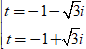 t = −1 − √3i
t = −1 + √3i